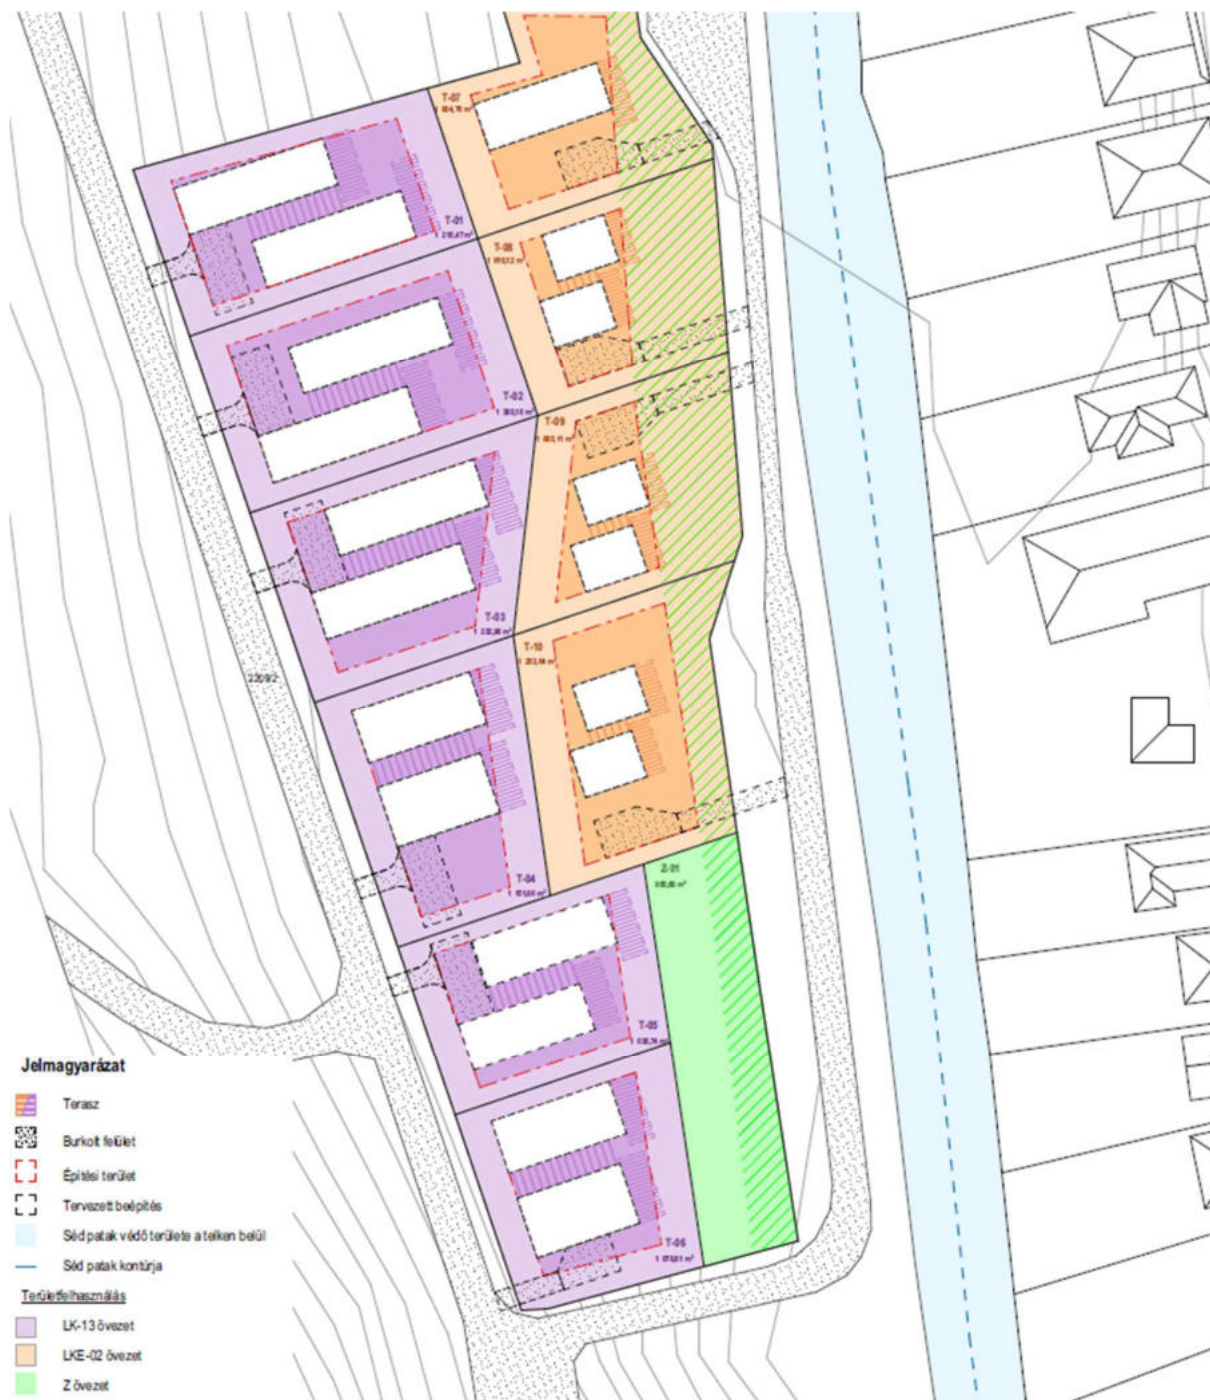 T-07
T-01
T-08
T-02
T-09
T-03
T-10
22092
T-04
Z-01
T-05
T-06
Jelmagyarázat
Terasz
Burkolt felület
Építési terület
Tervezett beépítés
Séd patak védő területe a telken belül
Séd patak kontúrja
Területfelhasználás
LK-13 övezet
LKE-02 övezet
Z övezet